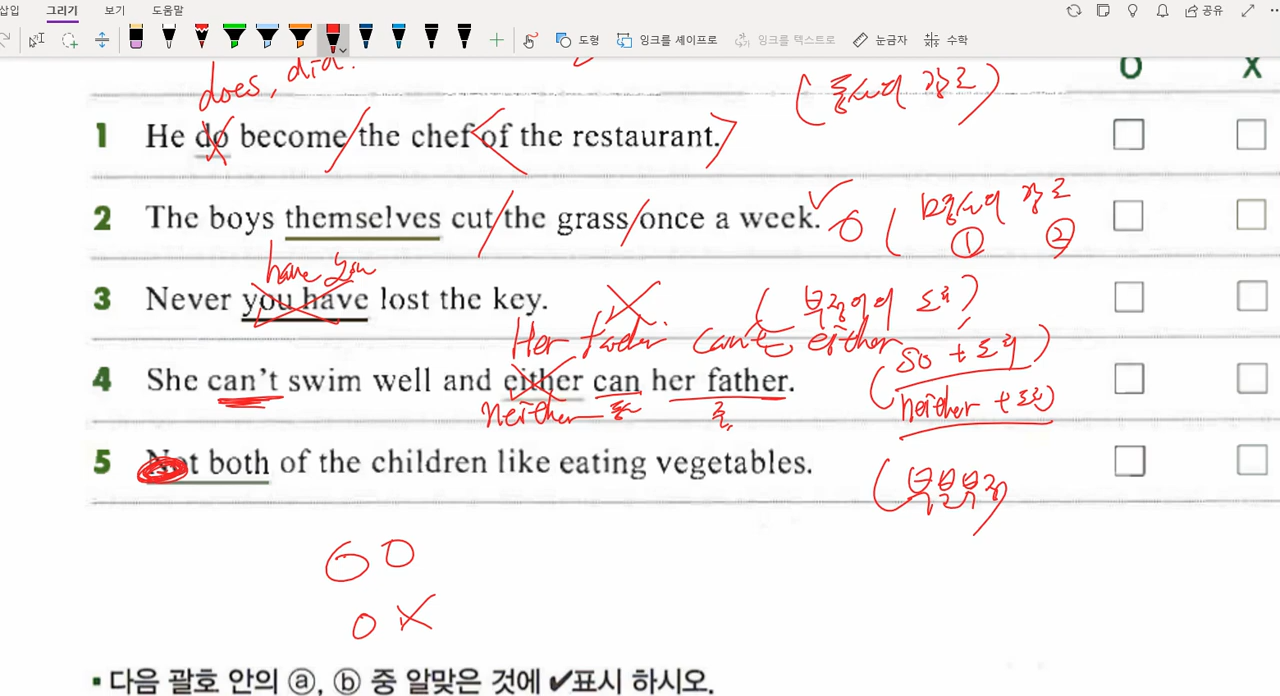 삽입 그리기 보기 도움말 공유
도형 잉크를 셰이프로 잉크를 텍스트로 눈금자 수학
does, did.
(동사의 강조)
O X
1 He do become the chef of the restaurant.
2 The boys themselves cut the grass once a week. O (명사의 강조
① ②
have you
3 Never you have lost the key. X (부정어의 도치)
Her father can't either
so + 도치)
4 She can't swim well and either can her father.
neither 동 주
(neither + 도치)
5 Not both of the children like eating vegetables.
(부분부정)
O O
O X
▪ 다음 괄호 안의 ⓐ, ⓑ 중 알맞은 것에 ✔표시 하시오.